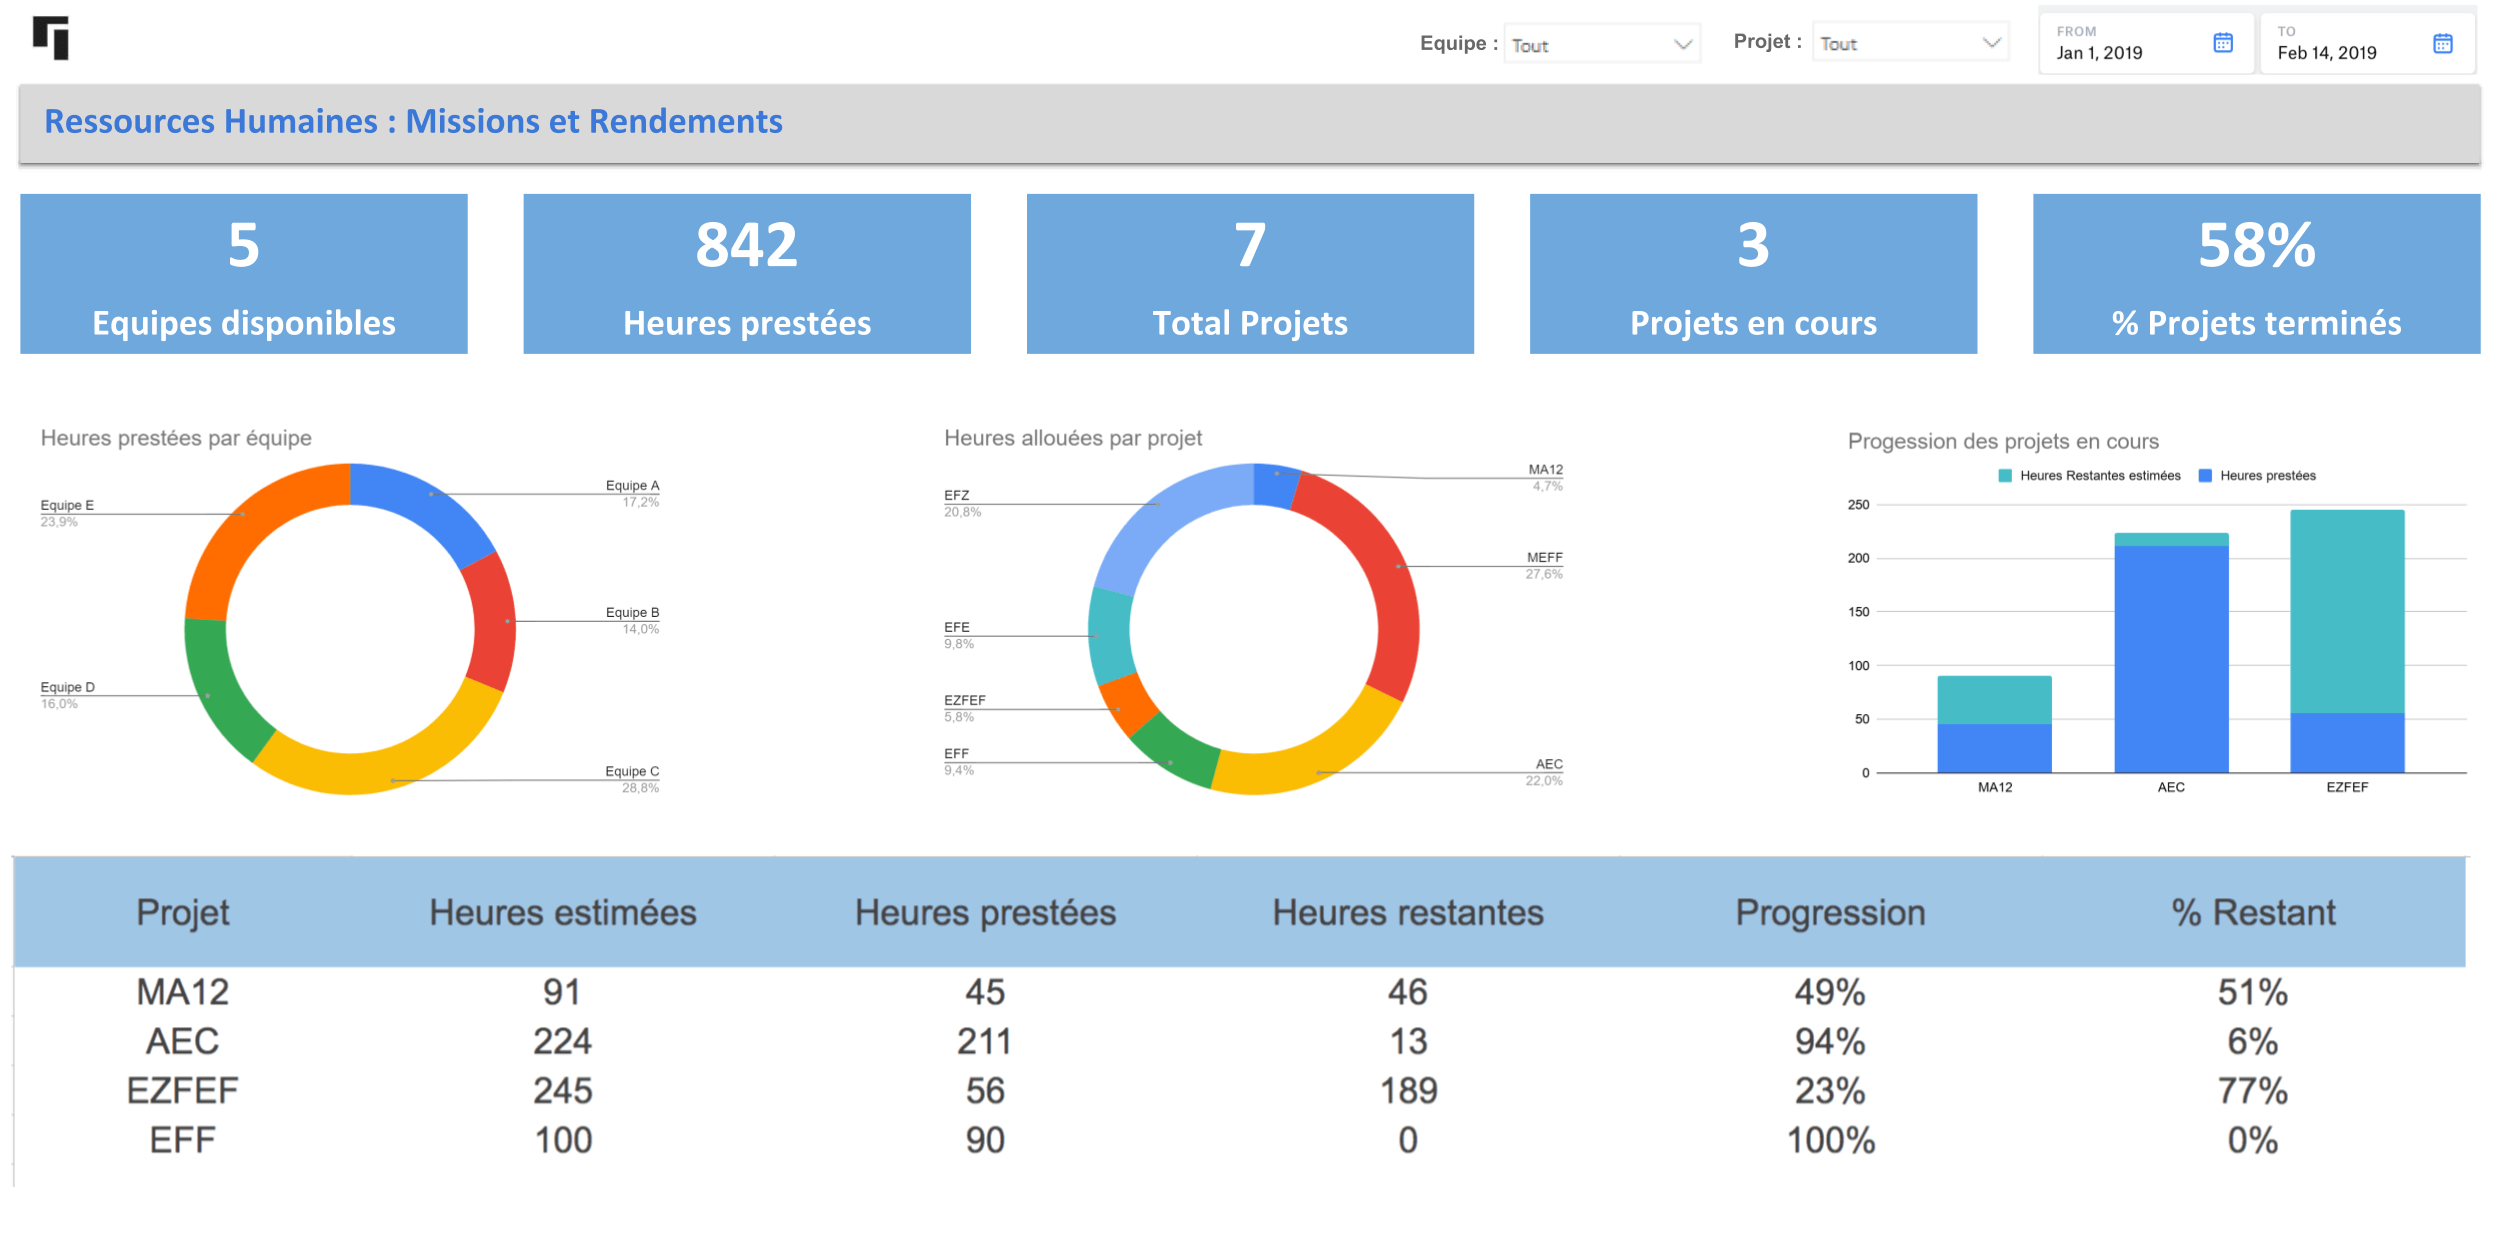 Equipe : Tout
Projet : Tout
FROM
Jan 1, 2019
TO
Feb 14, 2019
Ressources Humaines : Missions et Rendements
5
Equipes disponibles
842
Heures prestées
7
Total Projets
3
Projets en cours
58%
% Projets terminés
Heures prestées par équipe
Equipe A
17,2%
Equipe B
14,0%
Equipe C
28,8%
Equipe D
16,0%
Equipe E
23,9%
Heures allouées par projet
MA12
4,7%
MEFF
27,6%
AEC
22,0%
EFF
9,4%
EZFEF
5,8%
EFE
9,8%
EFZ
20,8%
Progession des projets en cours
Heures Restantes estimées Heures prestées
250
200
150
100
50
0
MA12 AEC EZFEF
Projet Heures estimées Heures prestées Heures restantes Progression % Restant
MA12 91 45 46 49% 51%
AEC 224 211 13 94% 6%
EZFEF 245 56 189 23% 77%
EFF 100 90 0 100% 0%